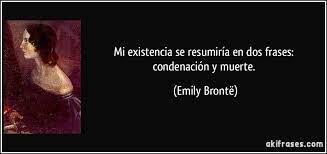 Mi existencia se resumiría en dos frases:
condenación y muerte.
(Emily Brontë)
akifrases.com